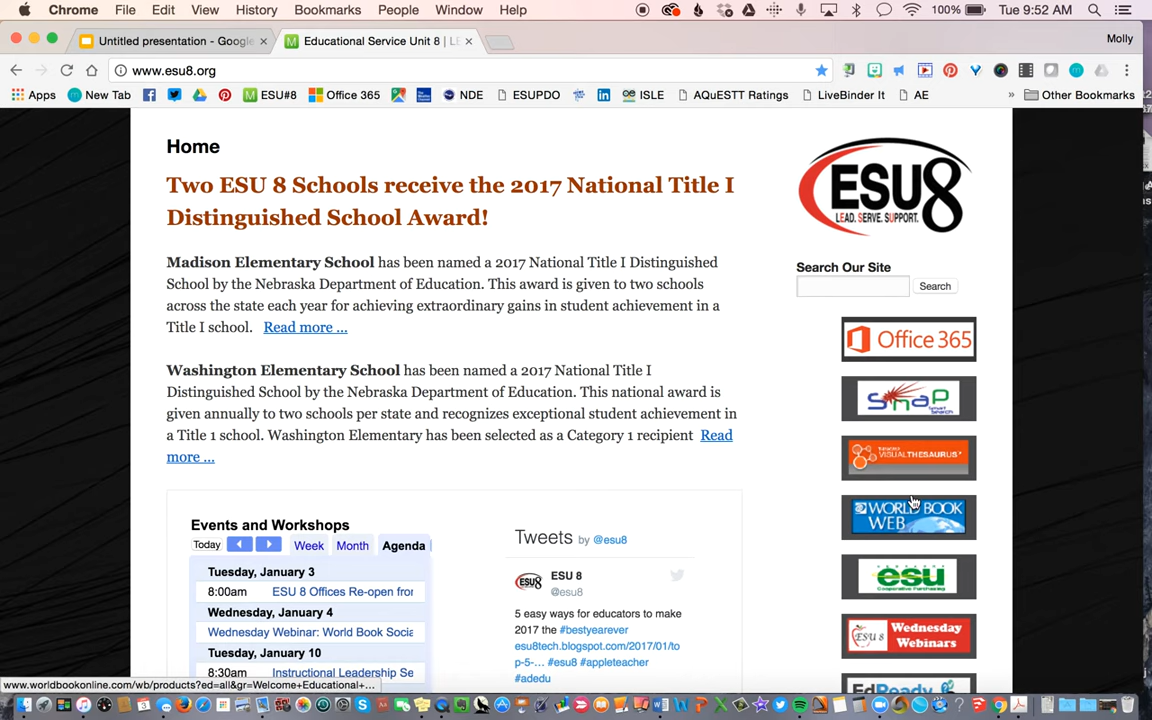 Chrome File Edit View History Bookmarks People Window Help 100% Tue 9:52 AM
Untitled presentation - Google Educational Service Unit 8 | LE Molly
www.esu8.org
Apps New Tab ESU#8 Office 365 NDE ESUPDO ISLE AQuESTT Ratings LiveBinder It AE » Other Bookmarks
Home
Two ESU 8 Schools receive the 2017 National Title I
Distinguished School Award!
Madison Elementary School has been named a 2017 National Title I Distinguished
School by the Nebraska Department of Education. This award is given to two schools
across the state each year for achieving extraordinary gains in student achievement in a
Title I school. Read more ...
Washington Elementary School has been named a 2017 National Title I
Distinguished School by the Nebraska Department of Education. This national award is
given annually to two schools per state and recognizes exceptional student achievement in
a Title 1 school. Washington Elementary has been selected as a Category 1 recipient Read
more ...
Events and Workshops
Today Week Month Agenda
Tuesday, January 3
8:00am ESU 8 Offices Re-open fror
Wednesday, January 4
Wednesday Webinar: World Book Socia
Tuesday, January 10
8:30am Instructional Leadership Se
Tweets by @esu8
ESU 8
@esu8
5 easy ways for educators to make
2017 the #bestyearever
esu8tech.blogspot.com/2017/01/to
p-5-... #esu8 #appleteacher
#adedu
ESU8
LEAD. SERVE. SUPPORT.
Search Our Site
Search
Office 365
SNAP
Smart Search
VISUALTHESAURUS
WORLD BOOK
WEB
esu
Cooperative Purchasing
ESU 8 Wednesday
Webinars
EdReady
www.worldbookonline.com/wb/products?ed=all&gr=Welcome+Educational+...